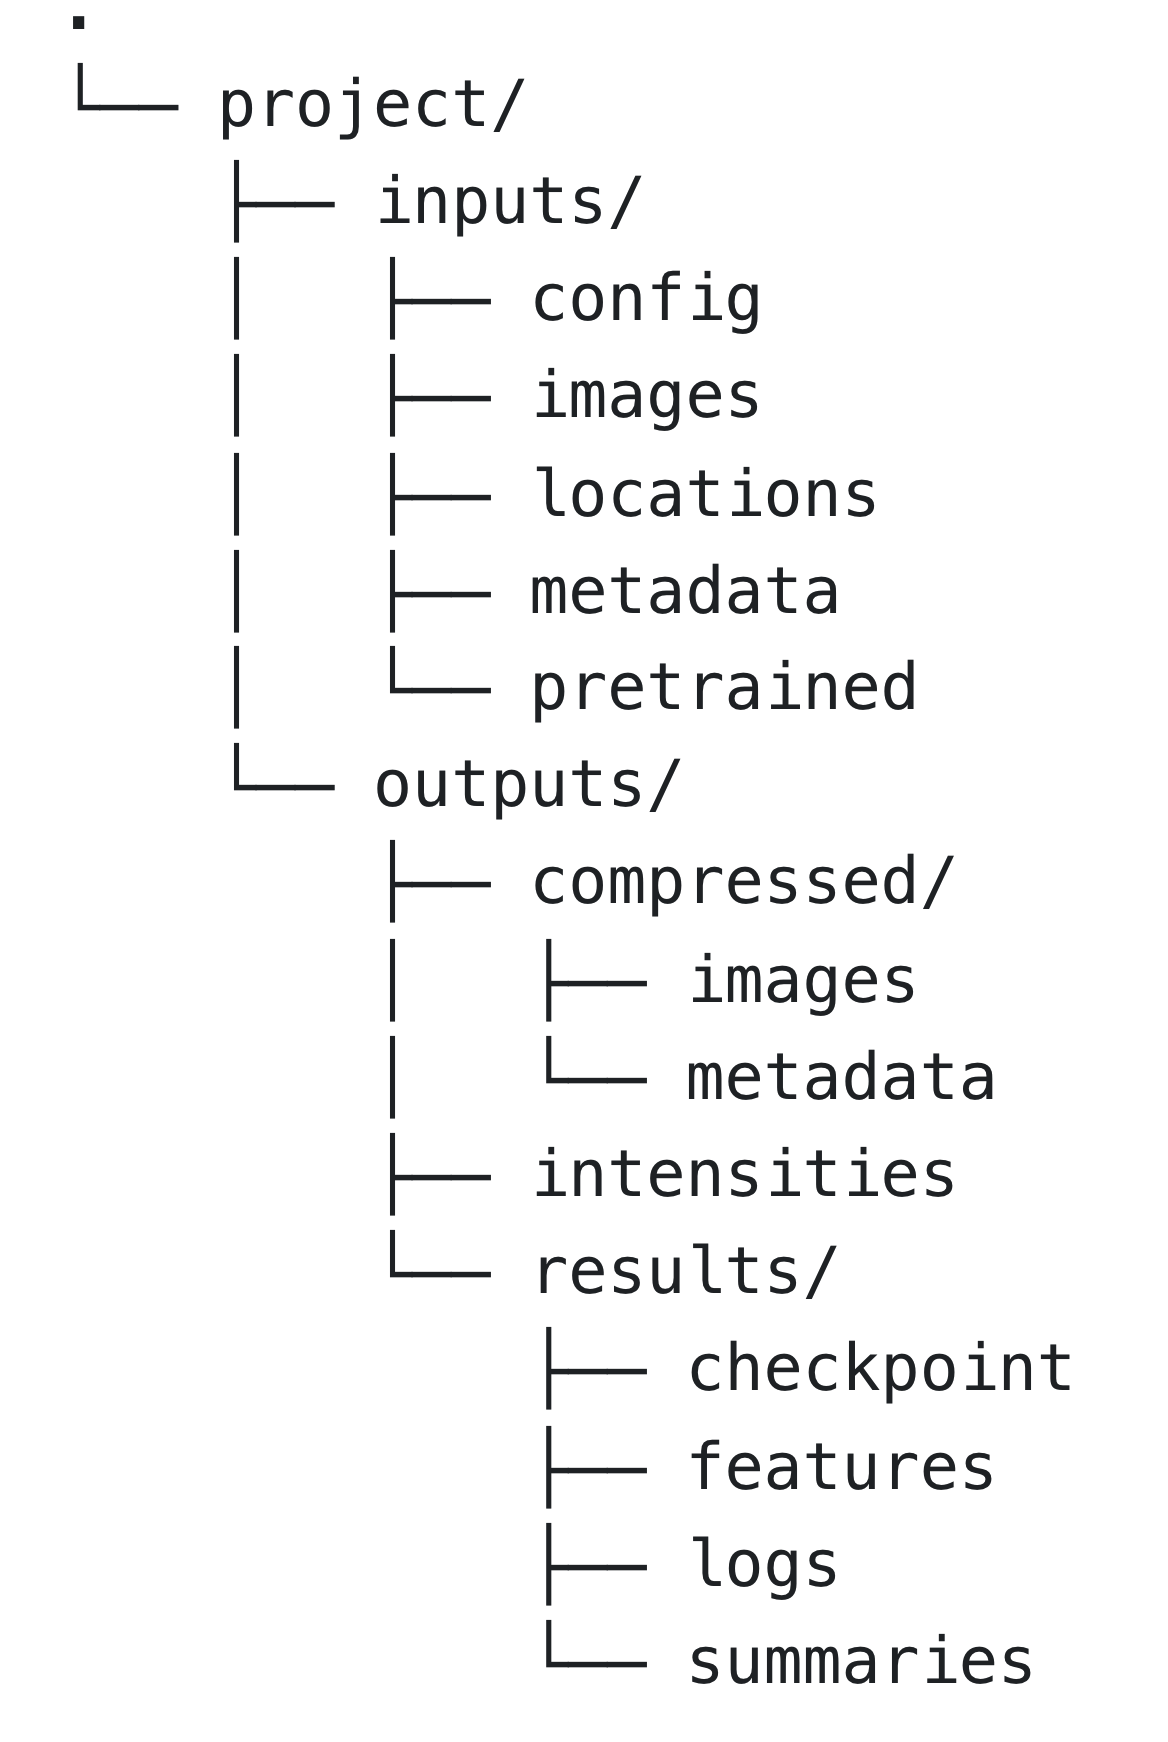 .
└── project/
    ├── inputs/
    │   ├── config
    │   ├── images
    │   ├── locations
    │   ├── metadata
    │   └── pretrained
    └── outputs/
        ├── compressed/
        │   ├── images
        │   └── metadata
        ├── intensities
        └── results/
            ├── checkpoint
            ├── features
            ├── logs
            └── summaries